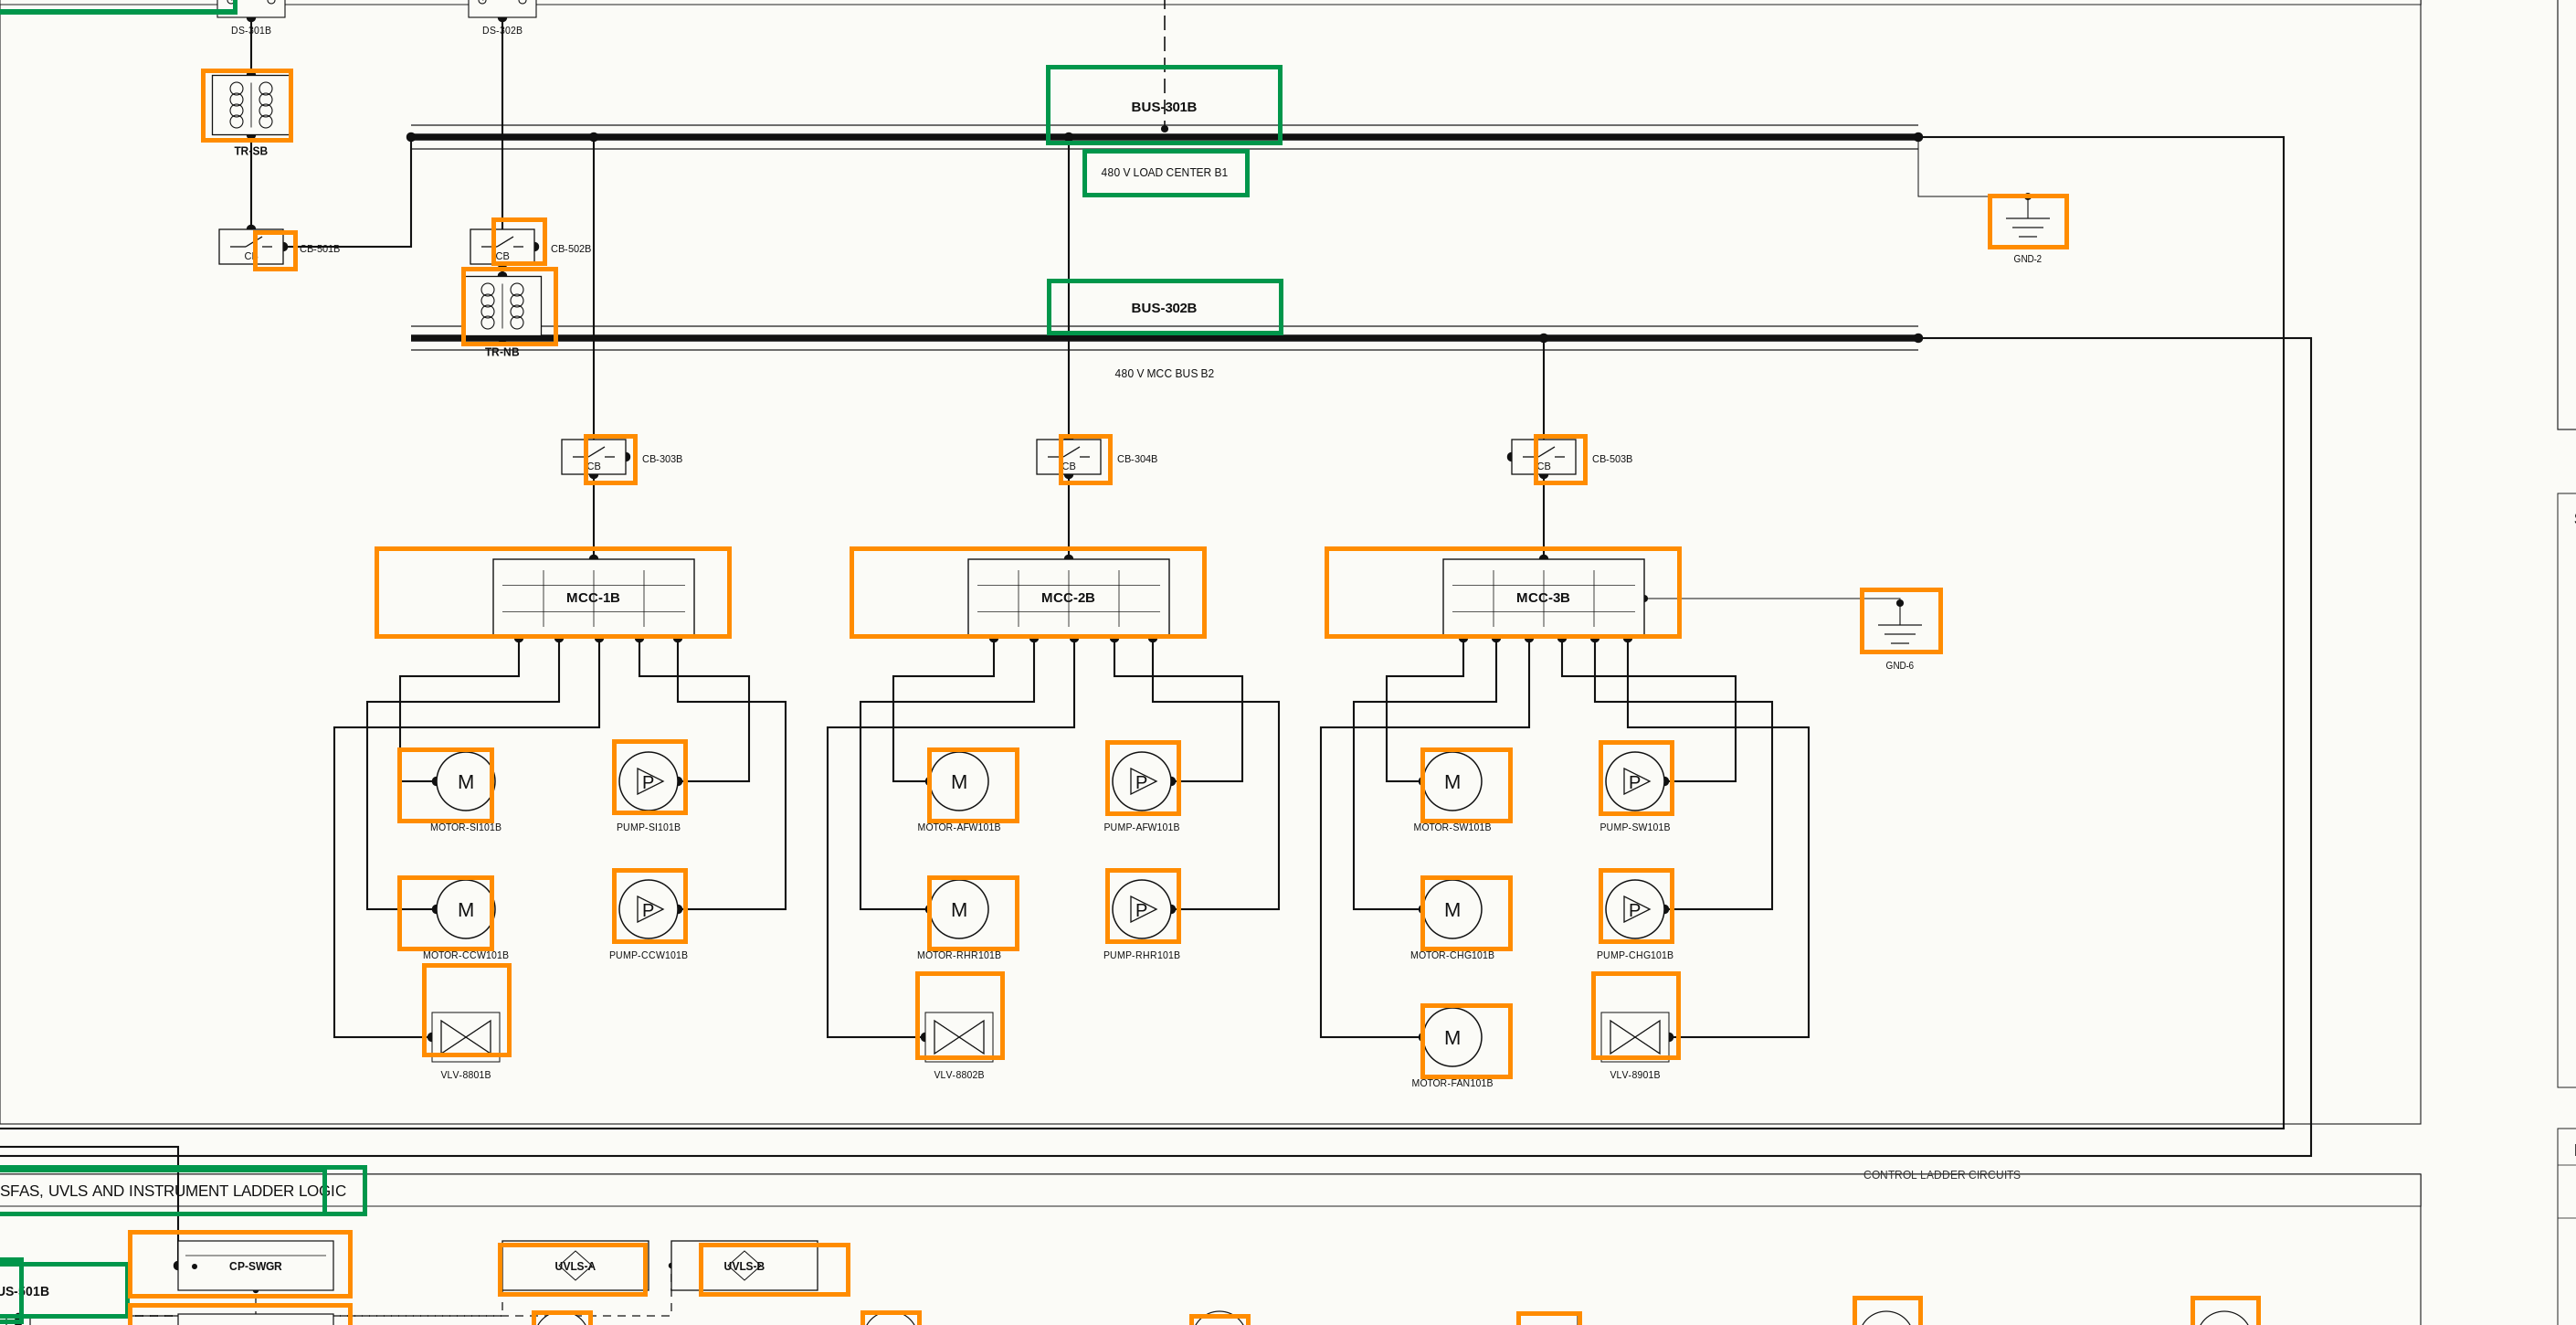 DS-301B
DS-302B
BUS-301B
TR-SB
480 V LOAD CENTER B1
CB-501B
CB
CB-502B
CB
GND-2
BUS-302B
TR-NB
480 V MCC BUS B2
CB
CB-303B
CB
CB-304B
CB
CB-503B
MCC-1B
MCC-2B
MCC-3B
GND-6
M
P
M
P
M
P
MOTOR-SI101B
PUMP-SI101B
MOTOR-AFW101B
PUMP-AFW101B
MOTOR-SW101B
PUMP-SW101B
M
P
M
P
M
P
MOTOR-CCW101B
PUMP-CCW101B
MOTOR-RHR101B
PUMP-RHR101B
MOTOR-CHG101B
PUMP-CHG101B
M
VLV-8801B
VLV-8802B
MOTOR-FAN101B
VLV-8901B
CONTROL LADDER CIRCUITS
SFAS, UVLS AND INSTRUMENT LADDER LOGIC
CP-SWGR
UVLS-A
UVLS-B
US-601B